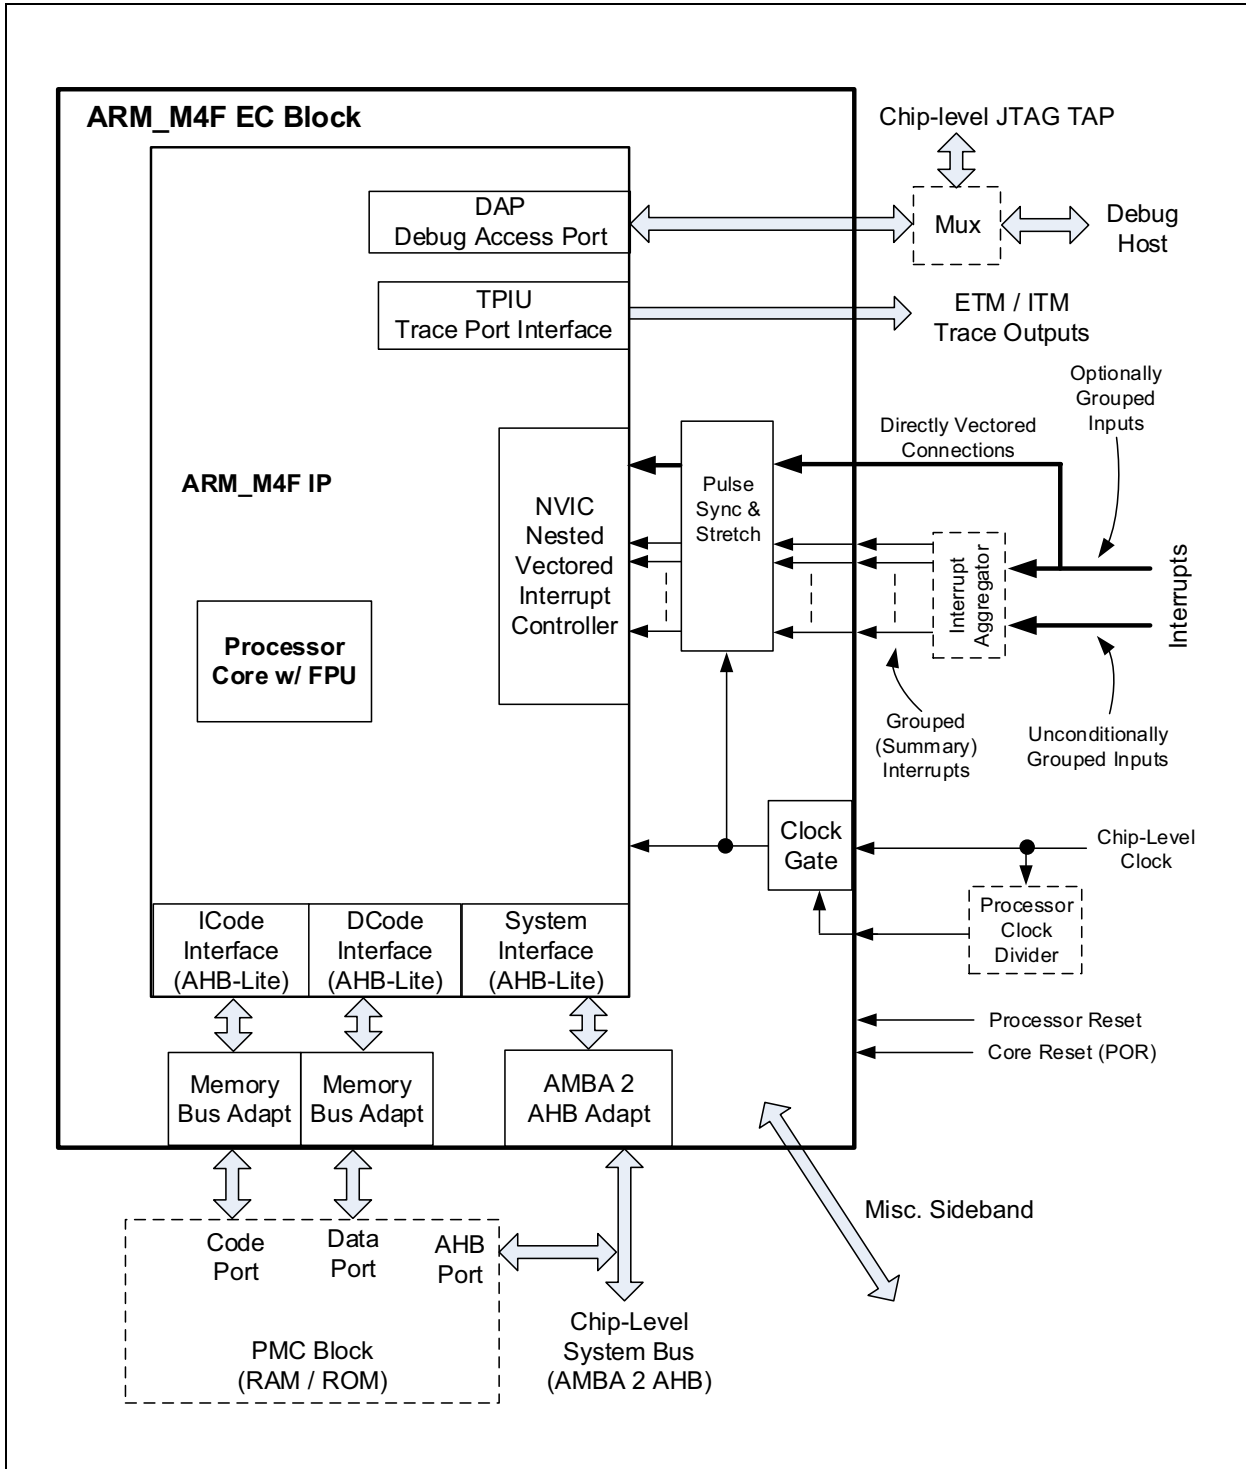 ARM_M4F EC Block
Chip-level JTAG TAP
DAP
Debug Access Port
Mux
Debug
Host
TPIU
Trace Port Interface
ETM / ITM
Trace Outputs
Optionally
Grouped
Inputs
Directly Vectored
Connections
ARM_M4F IP
Pulse
Sync &
Stretch
NVIC
Nested
Vectored
Interrupt
Controller
Interrupt
Aggregator
Interrupts
Processor
Core w/ FPU
Grouped
(Summary)
Interrupts
Unconditionally
Grouped Inputs
Clock
Gate
Chip-Level
Clock
Processor
Clock
Divider
ICode
Interface
(AHB-Lite)
DCode
Interface
(AHB-Lite)
System
Interface
(AHB-Lite)
Processor Reset
Core Reset (POR)
Memory
Bus Adapt
Memory
Bus Adapt
AMBA 2
AHB Adapt
Misc. Sideband
Code
Port
Data
Port
AHB
Port
PMC Block
(RAM / ROM)
Chip-Level
System Bus
(AMBA 2 AHB)